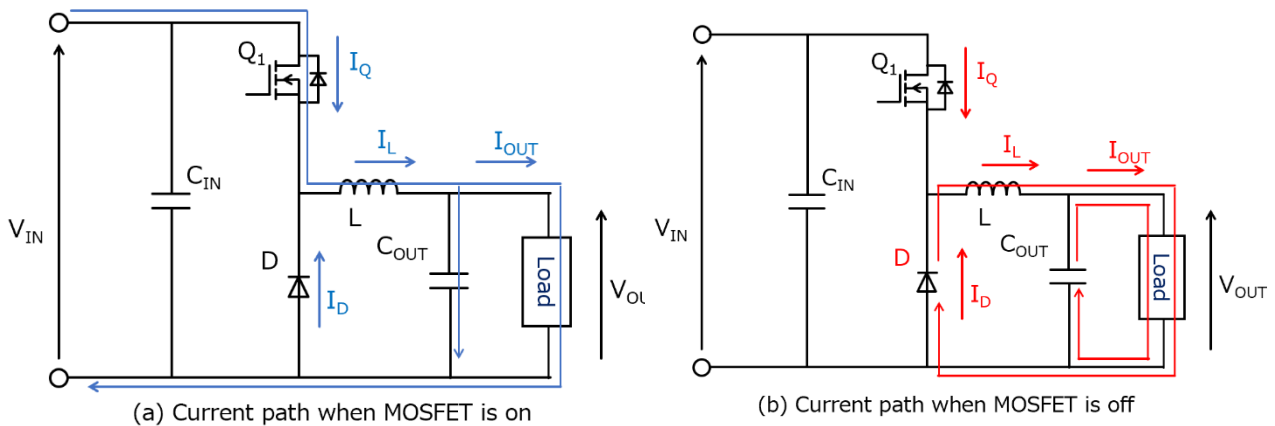 Q1
IQ
IL
IOUT
CIN
VIN
L
COUT
D
ID
Load
VOU
(a) Current path when MOSFET is on
Q1
IQ
IL
IOUT
CIN
VIN
L
COUT
D
ID
Load
VOUT
(b) Current path when MOSFET is off